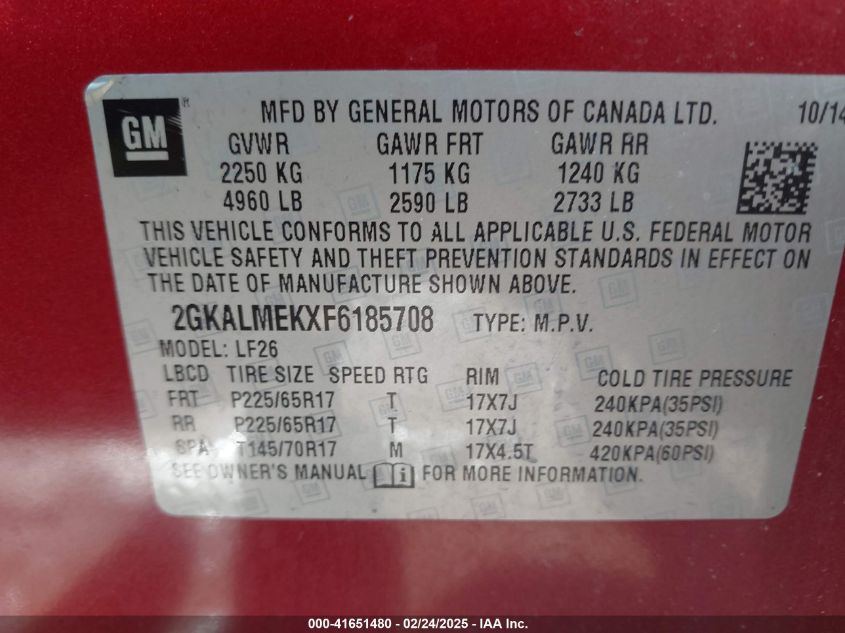 GM
MFD BY GENERAL MOTORS OF CANADA LTD. 10/14
GVWR GAWR FRT GAWR RR
2250 KG 1175 KG 1240 KG
4960 LB 2590 LB 2733 LB
THIS VEHICLE CONFORMS TO ALL APPLICABLE U.S. FEDERAL MOTOR
VEHICLE SAFETY AND THEFT PREVENTION STANDARDS IN EFFECT ON
THE DATE OF MANUFACTURE SHOWN ABOVE.
2GKALMEKXF6185708 TYPE: M.P.V.
MODEL: LF26
LBCD TIRE SIZE SPEED RTG RIM COLD TIRE PRESSURE
FRT P225/65R17 T 17X7J 240KPA(35PSI)
RR P225/65R17 T 17X7J 240KPA(35PSI)
SPA T145/70R17 M 17X4.5T 420KPA(60PSI)
SEE OWNER'S MANUAL FOR MORE INFORMATION.
000-41651480 — 02/24/2025 — IAA Inc.